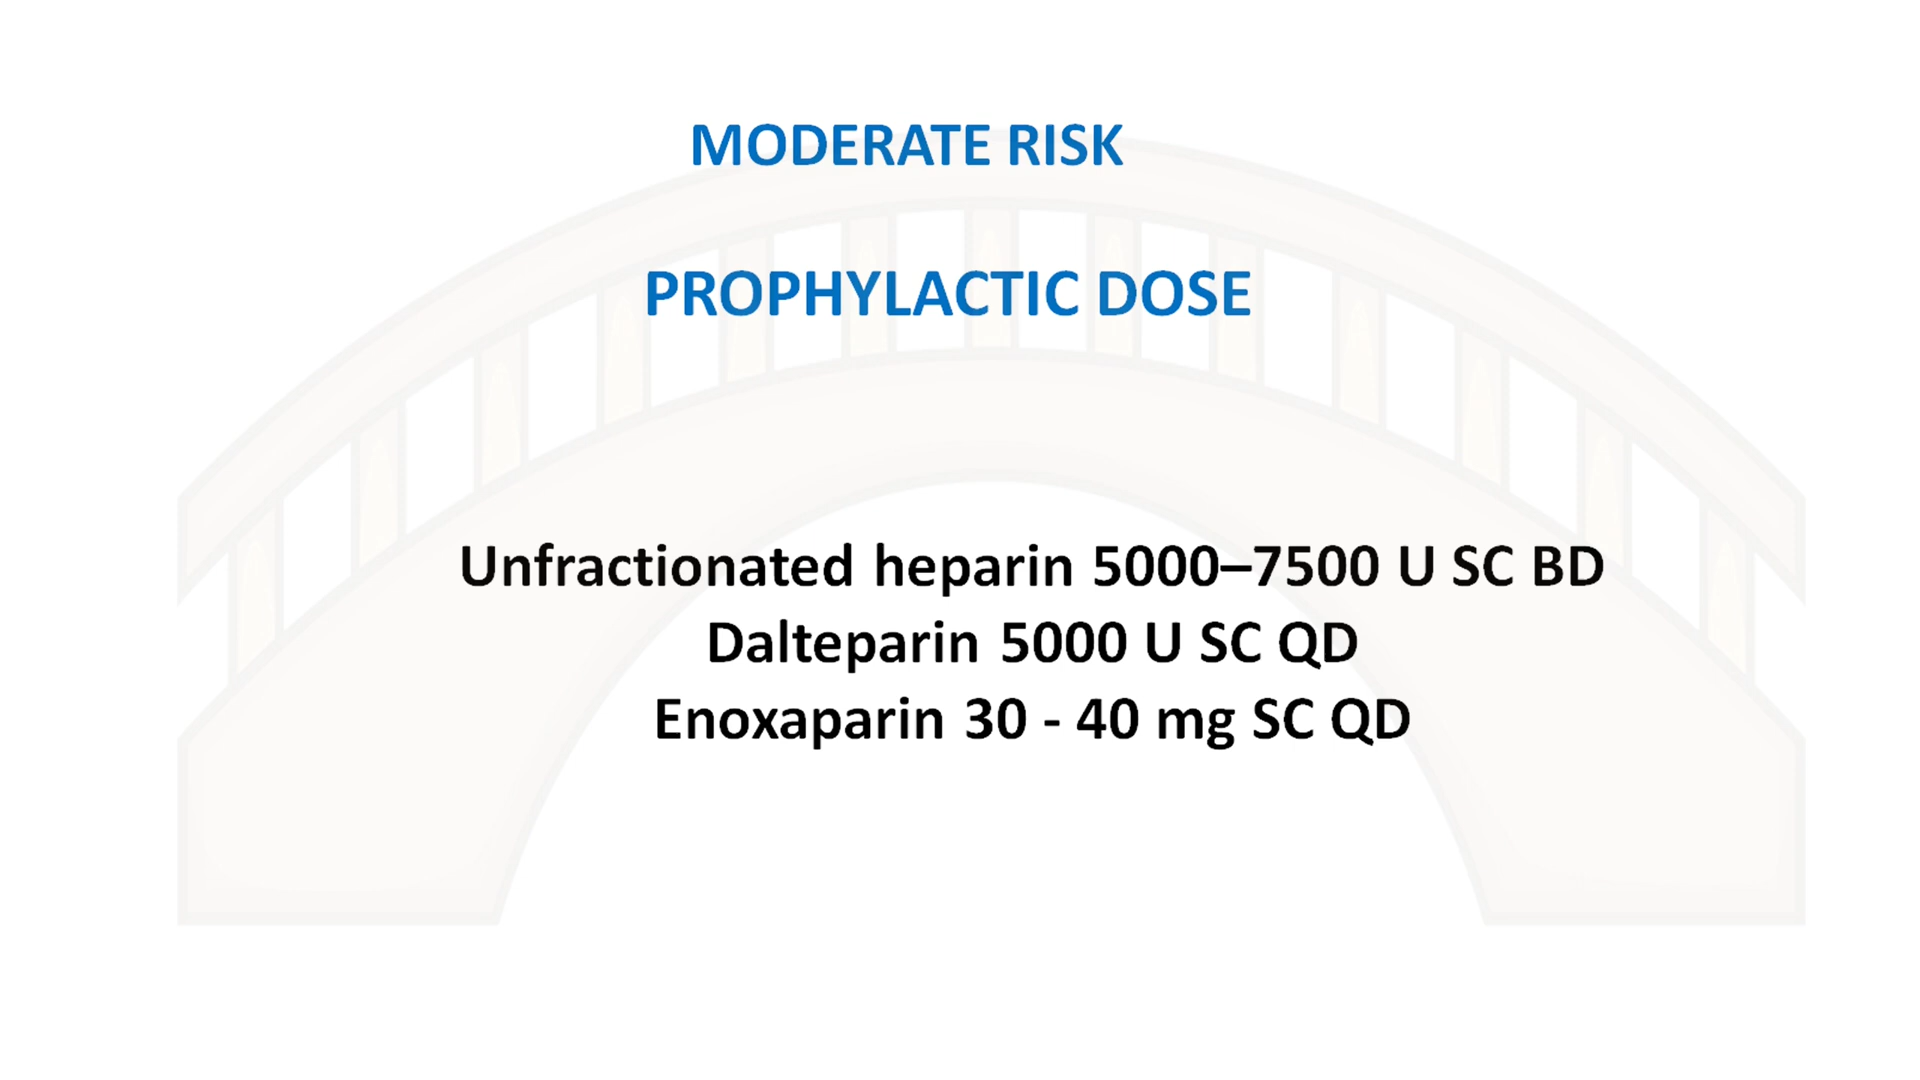 MODERATE RISK
PROPHYLACTIC DOSE
Unfractionated heparin 5000–7500 U SC BD
Dalteparin 5000 U SC QD
Enoxaparin 30 - 40 mg SC QD